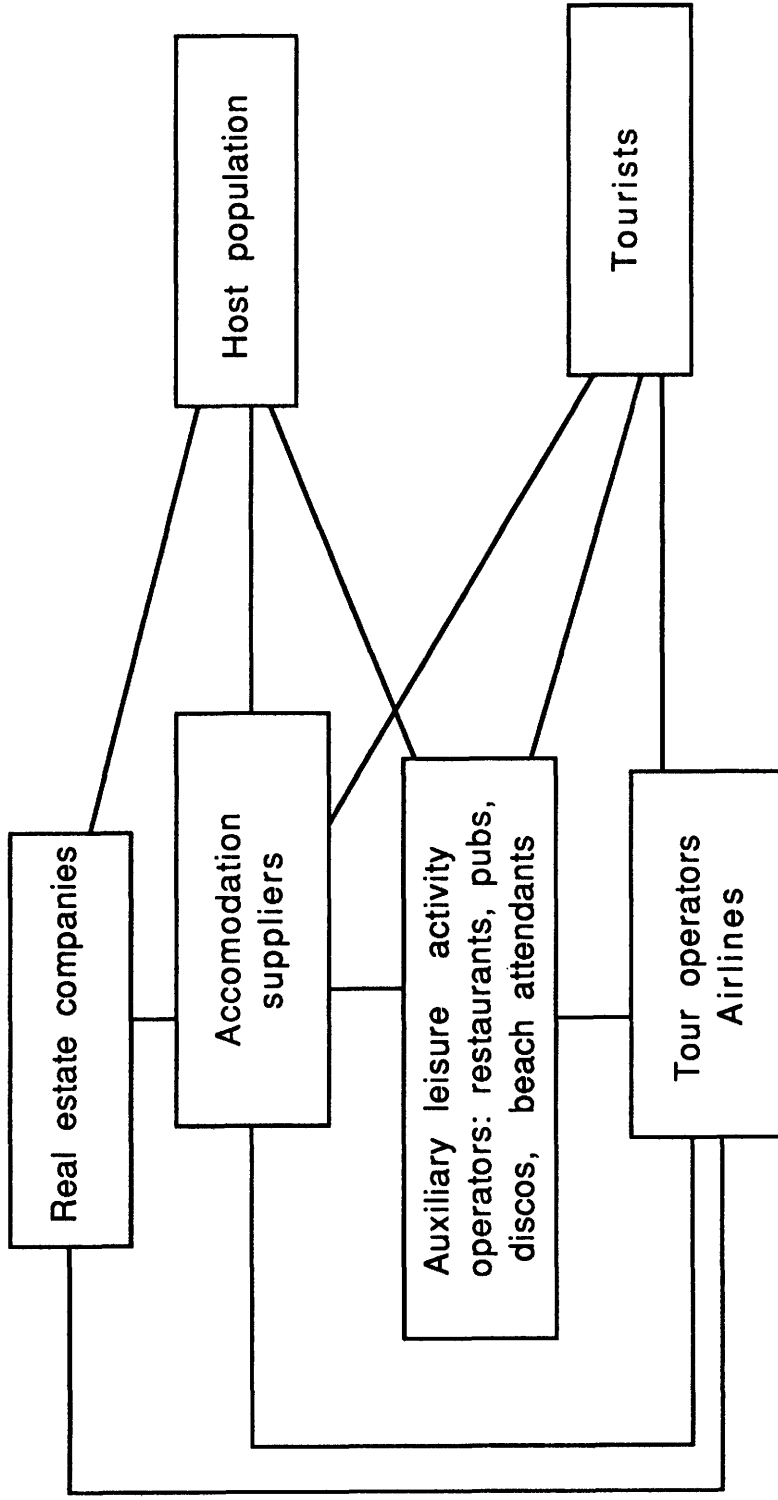 Real estate companies
Accomodation
suppliers
Auxiliary leisure activity
operators: restaurants, pubs,
discos, beach attendants
Tour operators
Airlines
Host population
Tourists